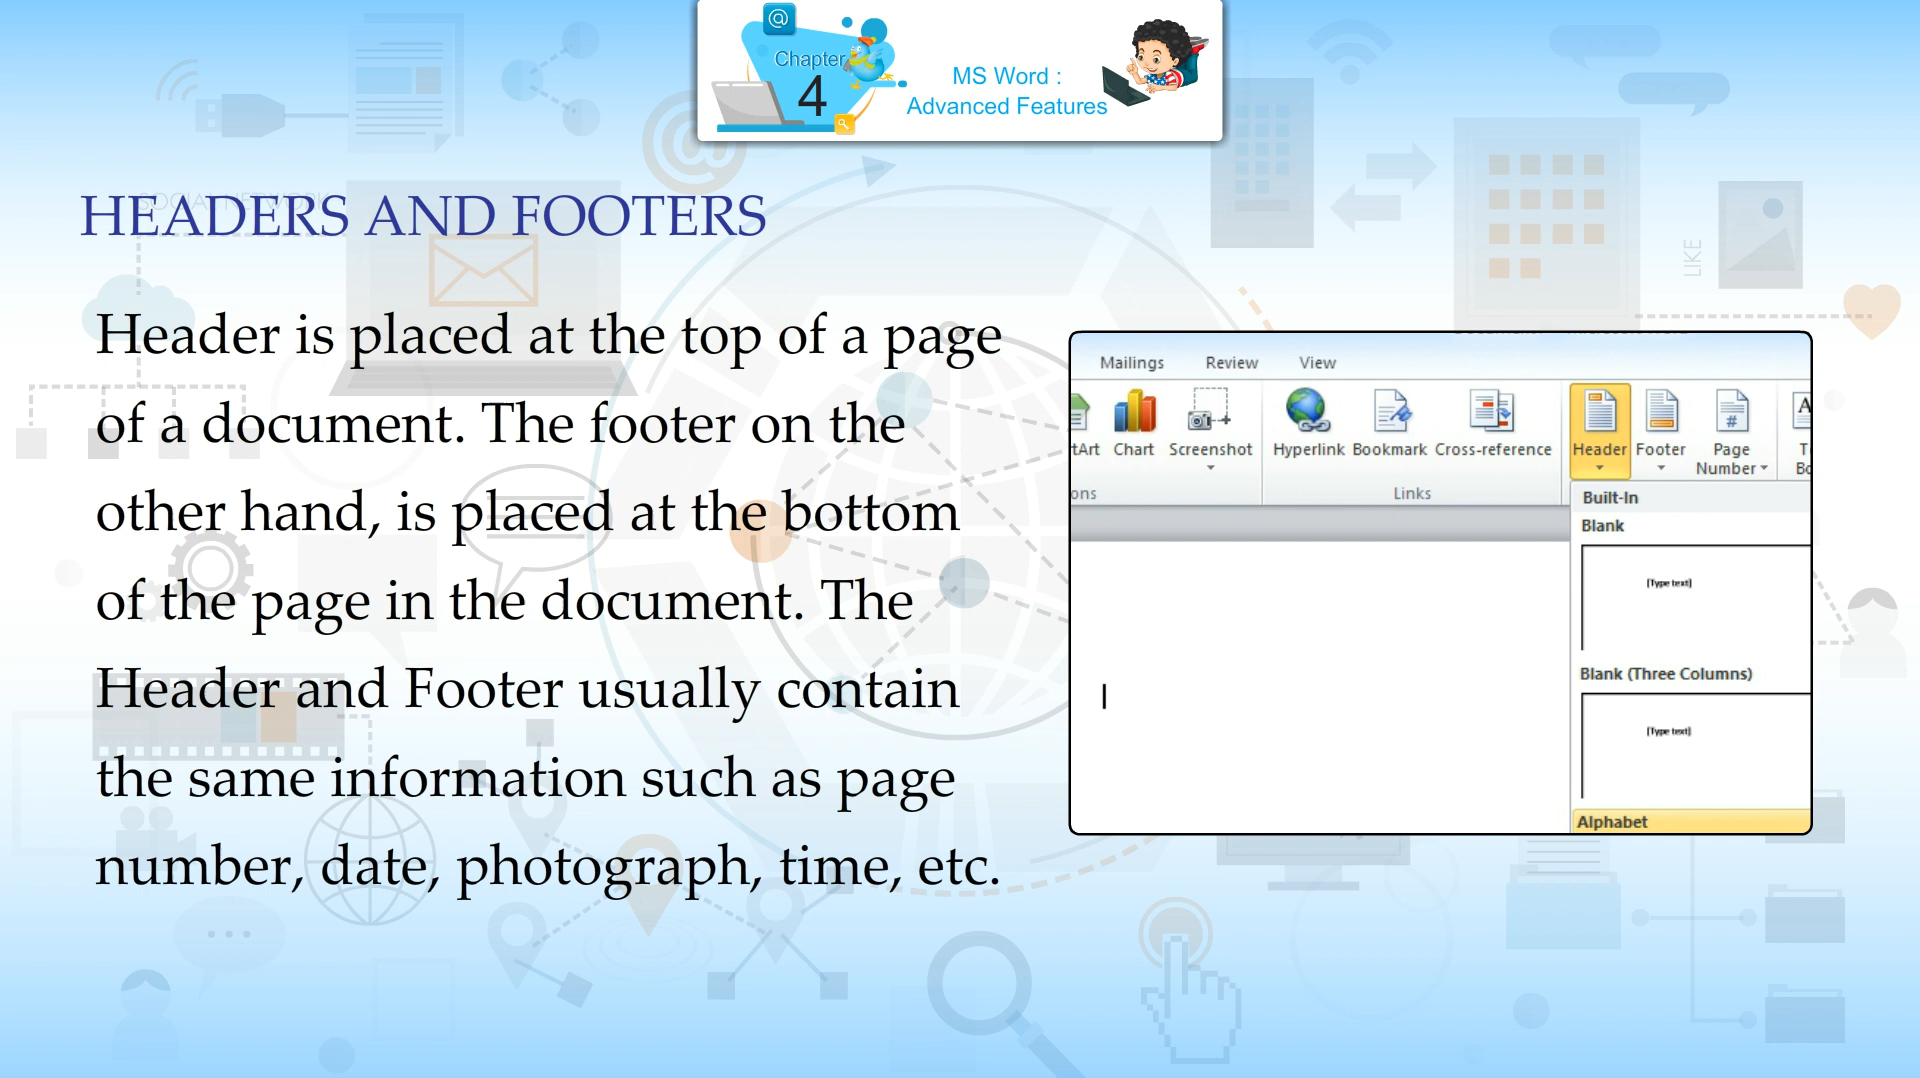 Chapter
4
MS Word :
Advanced Features
SOCIAL NETWORK
HEADERS AND FOOTERS
LIKE
Header is placed at the top of a page
of a document. The footer on the
other hand, is placed at the bottom
of the page in the document. The
Header and Footer usually contain
the same information such as page
number, date, photograph, time, etc.
Mailings Review View
tArt Chart Screenshot Hyperlink Bookmark Cross-reference Header Footer Page Number
ons Links
Built-In
Blank
[Type text]
Blank (Three Columns)
[Type text]
Alphabet